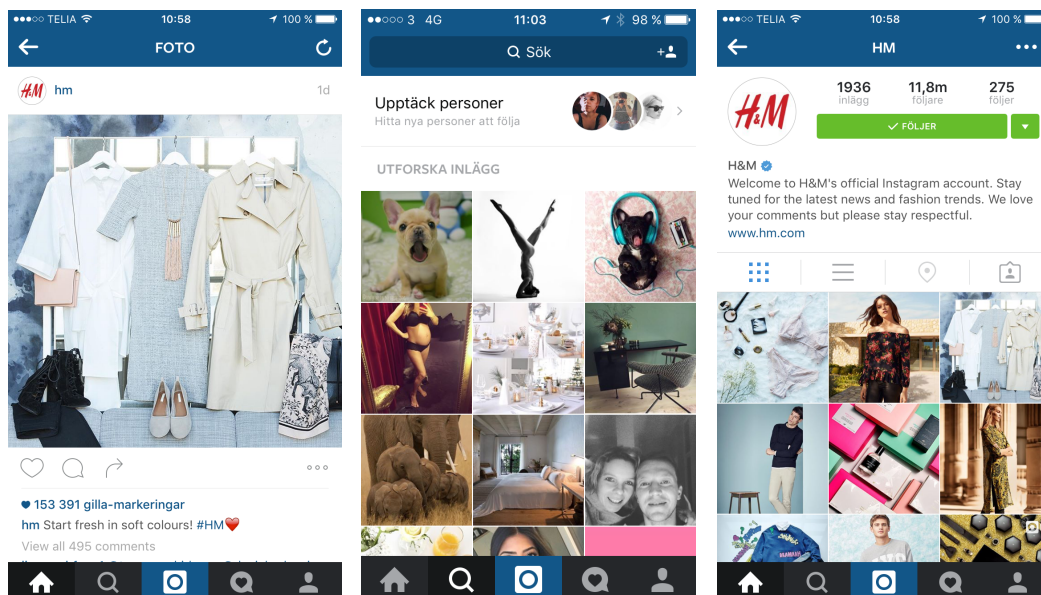 TELIA 10:58 100 %
FOTO
H&M hm 1d
153 391 gilla-markeringar
hm Start fresh in soft colours! #HM❤️
View all 495 comments
3 4G 11:03 98 %
Sök
Upptäck personer
Hitta nya personer att följa
UTFORSKA INLÄGG
TELIA 10:58 100 %
HM
H&M
1936 11,8m 275
inlägg följare följer
FÖLJER
H&M
Welcome to H&M's official Instagram account. Stay
tuned for the latest news and fashion trends. We love
your comments but please stay respectful.
www.hm.com